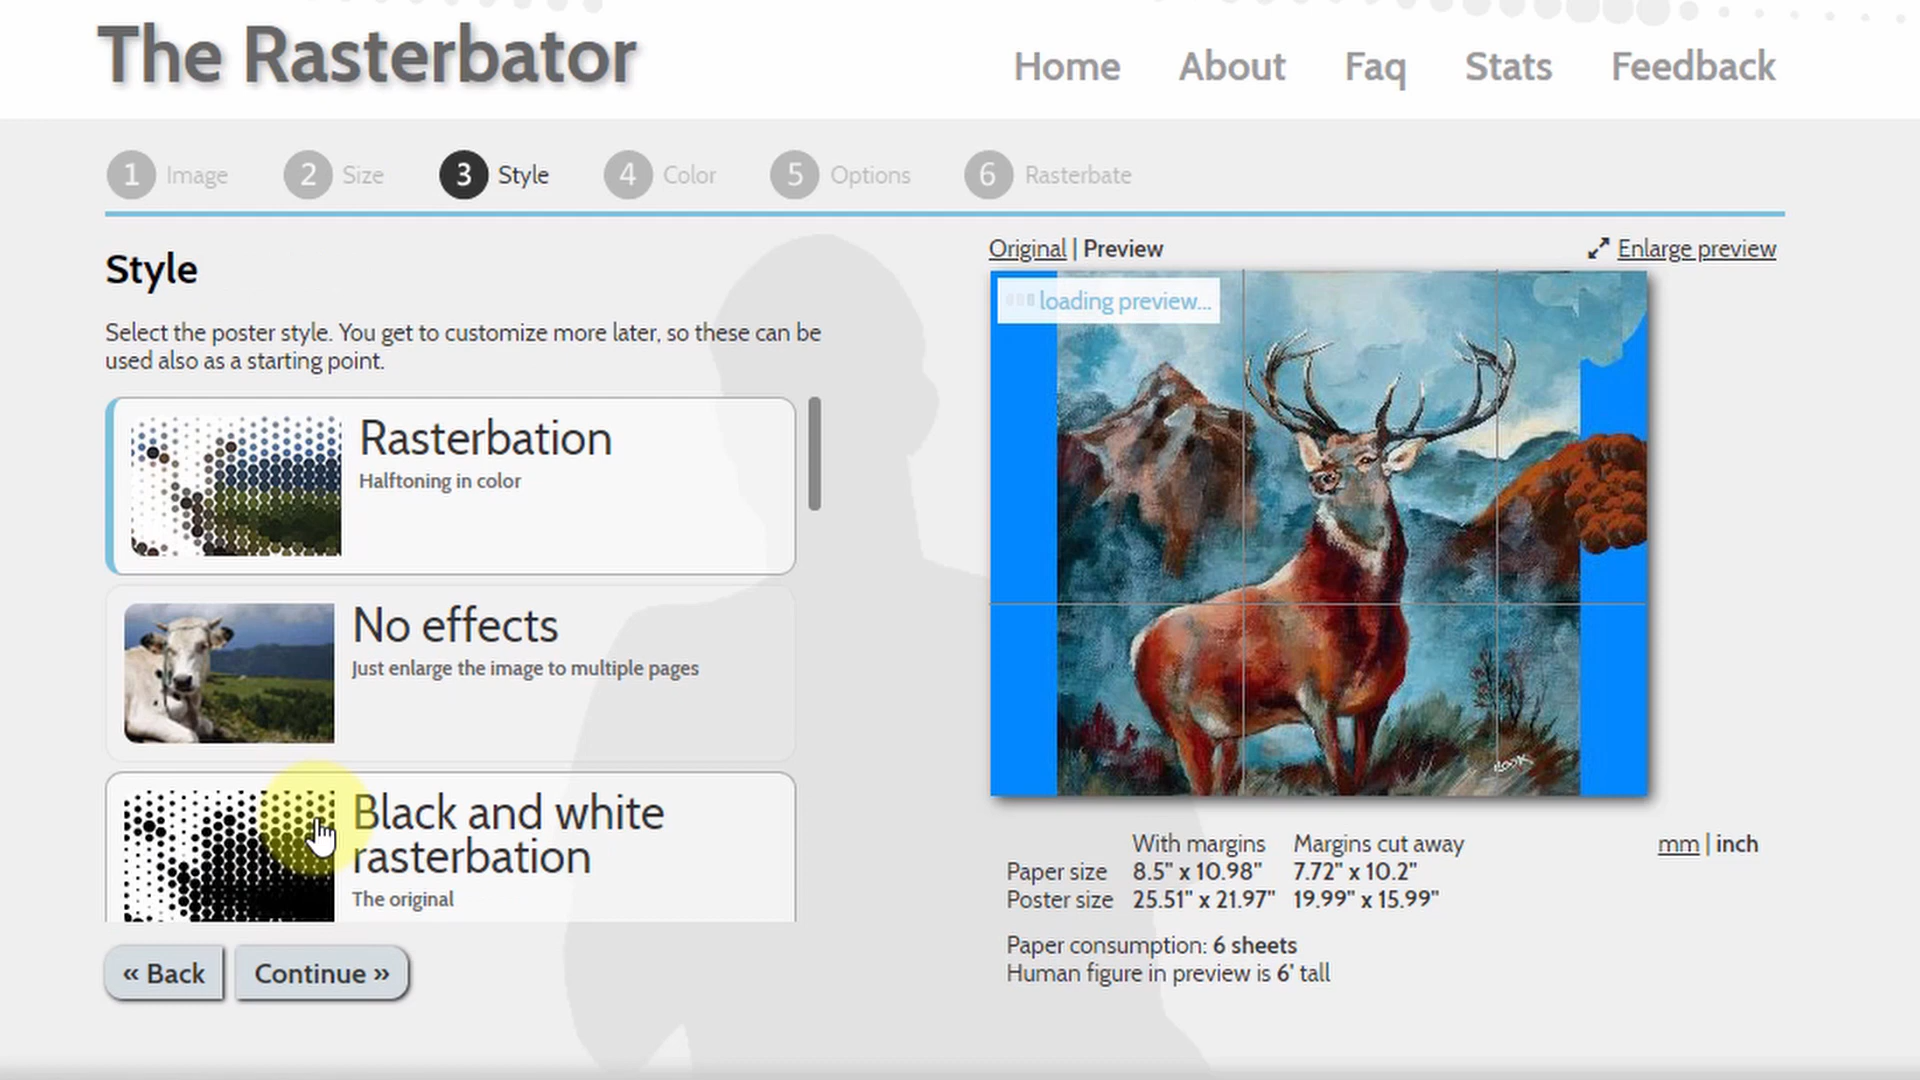 The Rasterbator
Home About Faq Stats Feedback
1 Image 2 Size 3 Style 4 Color 5 Options 6 Rasterbate
Style
Select the poster style. You get to customize more later, so these can be
used also as a starting point.
Rasterbation
Halftoning in color
No effects
Just enlarge the image to multiple pages
Black and white
rasterbation
The original
« Back Continue »
Original | Preview Enlarge preview
loading preview...
With margins Margins cut away mm | inch
Paper size 8.5" x 10.98" 7.72" x 10.2"
Poster size 25.51" x 21.97" 19.99" x 15.99"
Paper consumption: 6 sheets
Human figure in preview is 6' tall